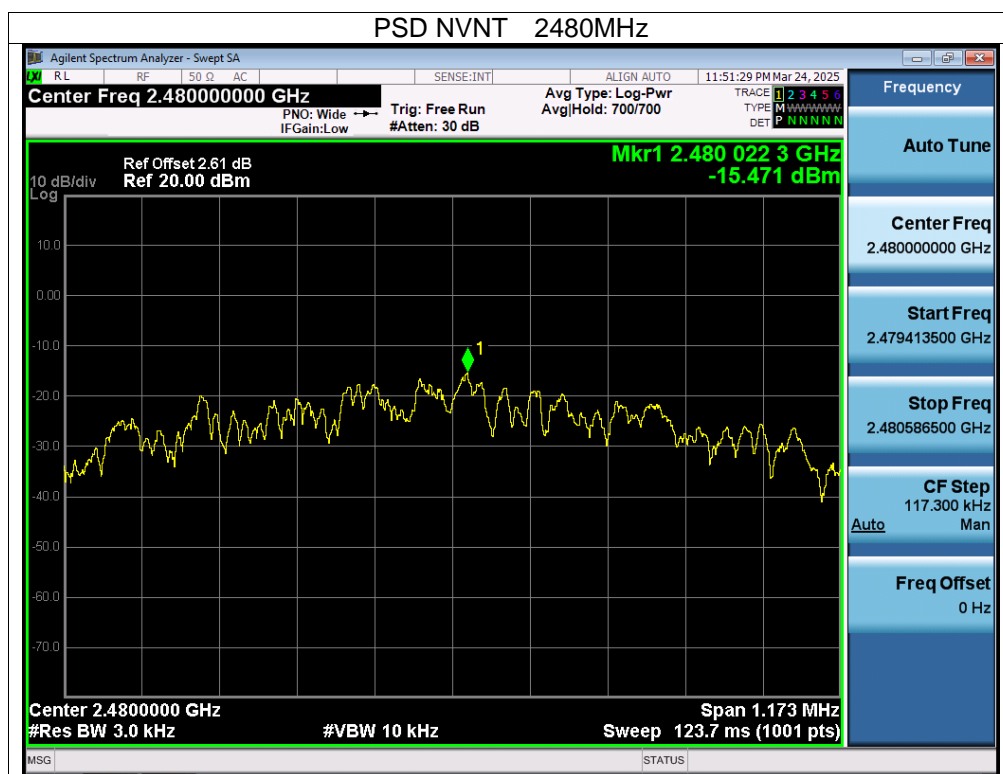 PSD NVNT 2480MHz
Agilent Spectrum Analyzer - Swept SA
LXI RL RF 50 Ω AC SENSE:INT ALIGN AUTO 11:51:29 PM Mar 24, 2025
Center Freq 2.480000000 GHz
PNO: Wide
IFGain:Low
Trig: Free Run
#Atten: 30 dB
Avg Type: Log-Pwr
Avg|Hold: 700/700
TRACE 1 2 3 4 5 6
TYPE M WWWWW
DET P N N N N N
Mkr1 2.480 022 3 GHz
-15.471 dBm
Ref Offset 2.61 dB
10 dB/div Ref 20.00 dBm
Log
10.0
0.00
-10.0
-20.0
-30.0
-40.0
-50.0
-60.0
-70.0
1
Center 2.4800000 GHz Span 1.173 MHz
#Res BW 3.0 kHz #VBW 10 kHz Sweep 123.7 ms (1001 pts)
MSG STATUS
Frequency
Auto Tune
Center Freq
2.480000000 GHz
Start Freq
2.479413500 GHz
Stop Freq
2.480586500 GHz
CF Step
117.300 kHz
Auto Man
Freq Offset
0 Hz